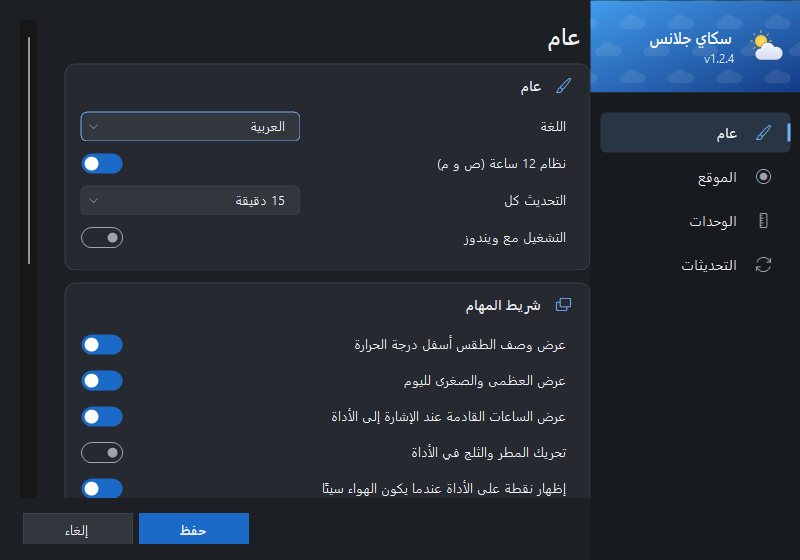 سكاي جلانس
v1.2.4
عام
الموقع
الوحدات
التحديثات
عام
عام
اللغة
العربية
نظام 12 ساعة (ص و م)
التحديث كل
15 دقيقة
التشغيل مع ويندوز
شريط المهام
عرض وصف الطقس أسفل درجة الحرارة
عرض العظمى والصغرى لليوم
عرض الساعات القادمة عند الإشارة إلى الأداة
تحريك المطر والثلج في الأداة
إظهار نقطة على الأداة عندما يكون الهواء سيئًا
حفظ
إلغاء